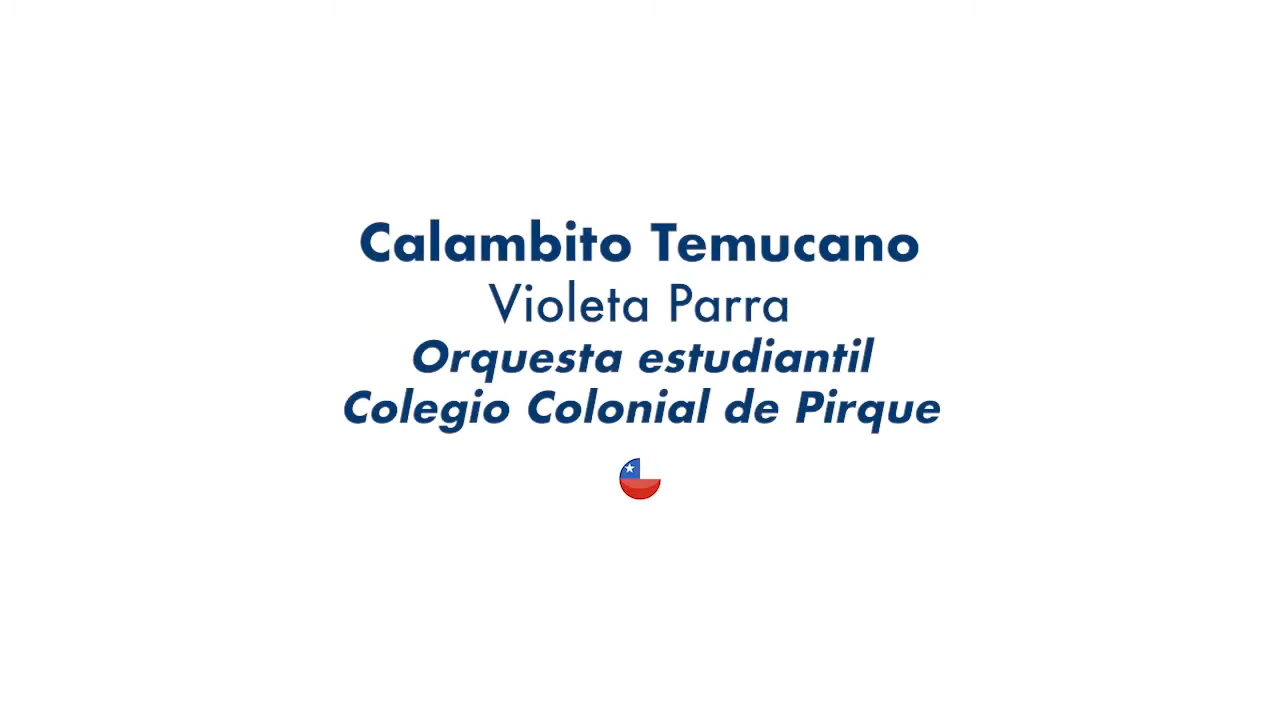 Calambito Temucano
Violeta Parra
Orquesta estudiantil
Colegio Colonial de Pirque